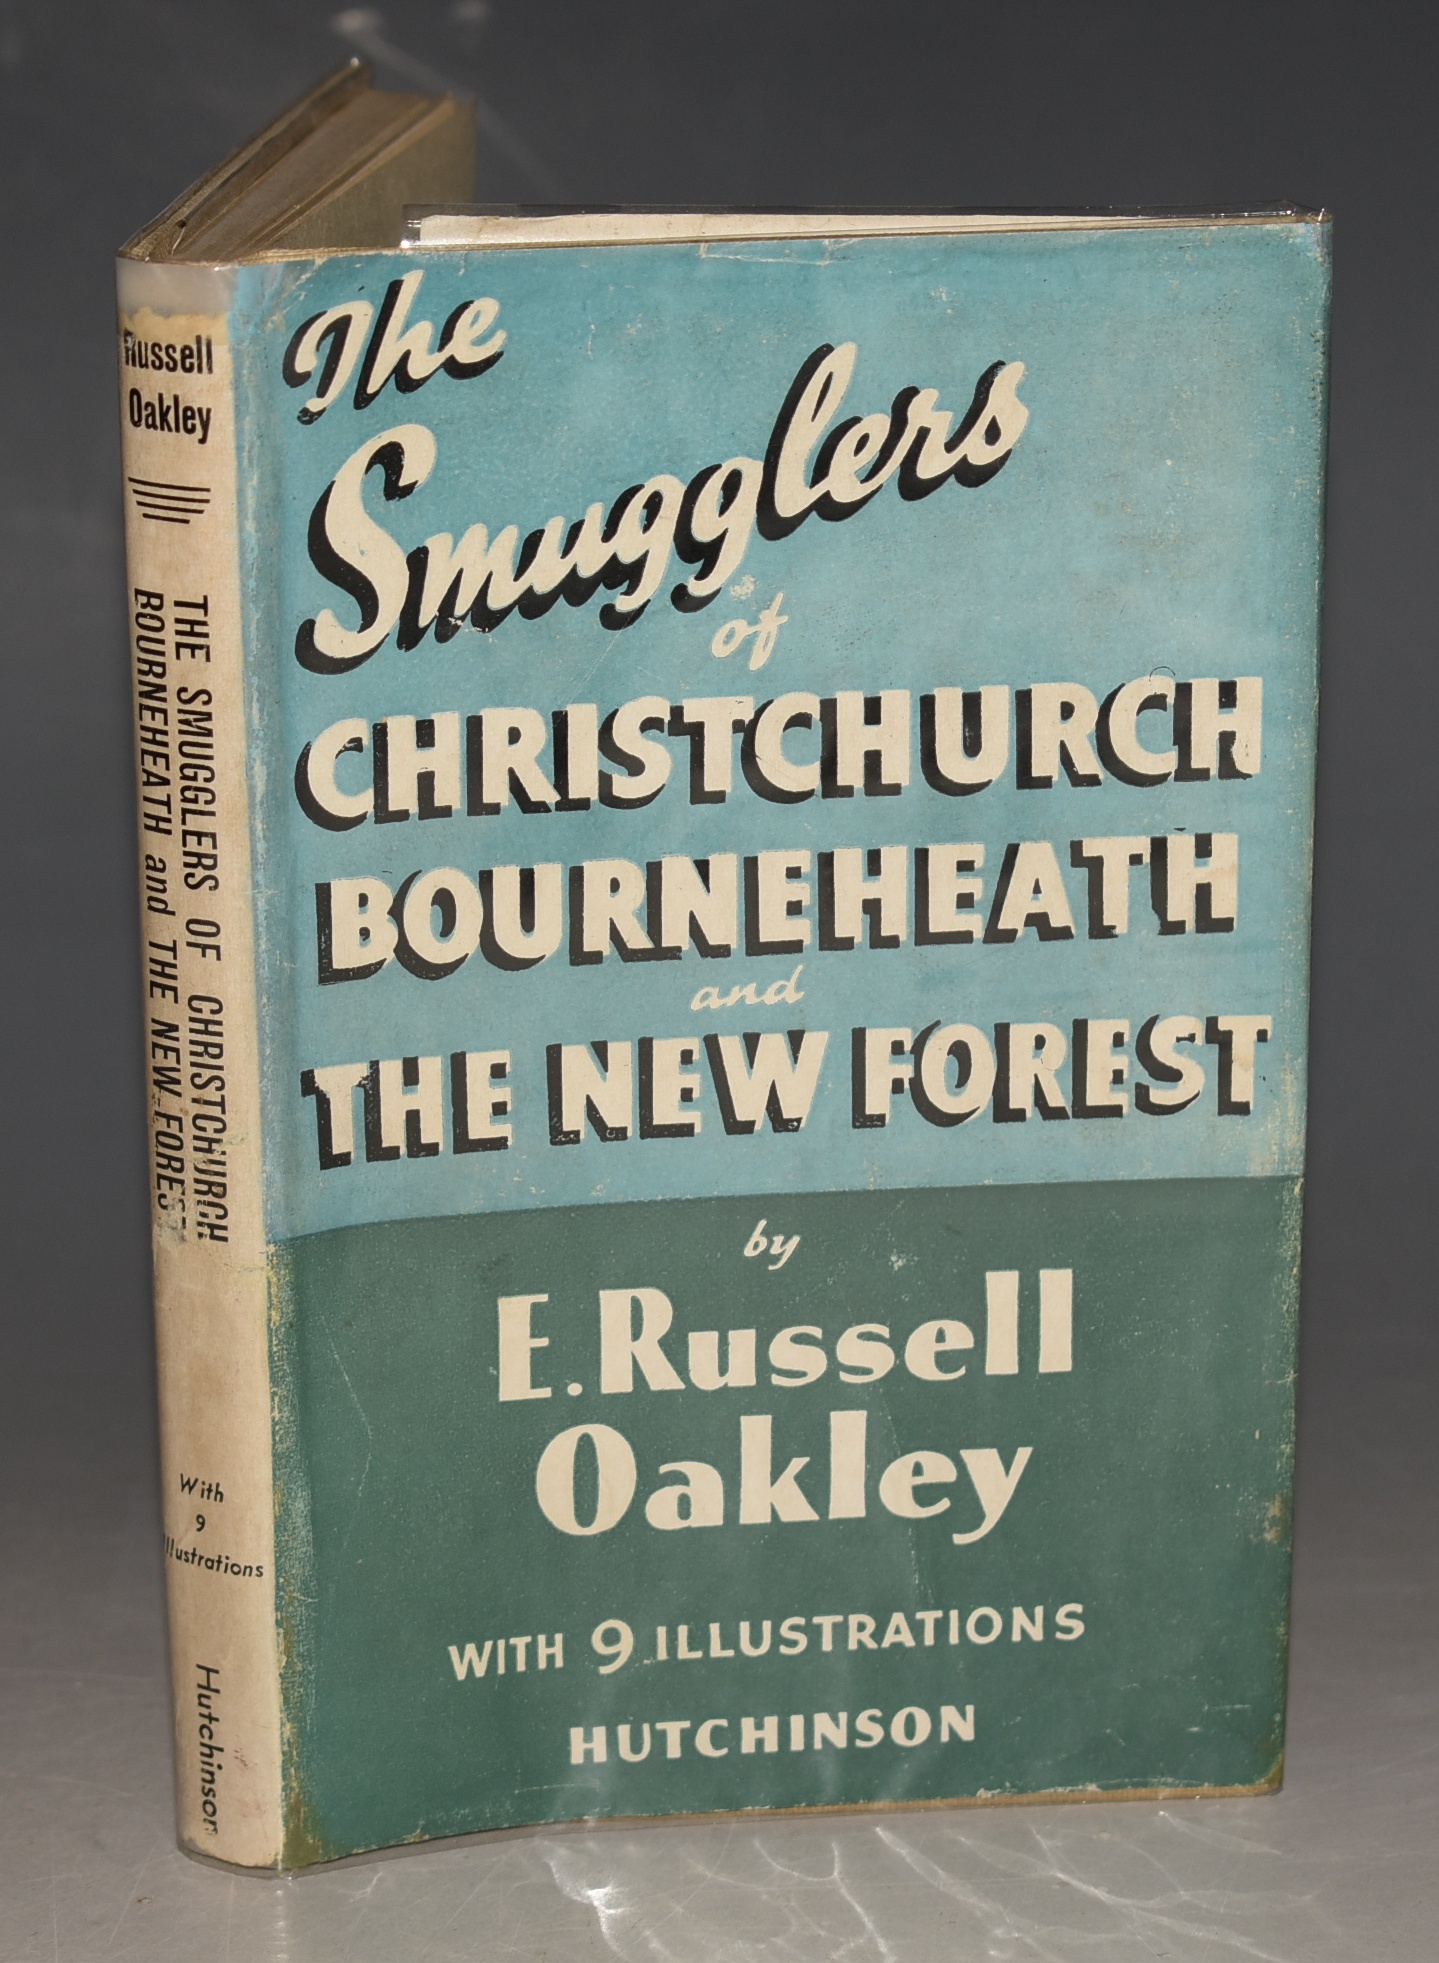 Russell
Oakley
THE SMUGGLERS OF CHRISTCHURCH
BOURNEHEATH and THE NEW FOREST
With
9
Illustrations
Hutchinson
The
Smugglers
of
CHRISTCHURCH
BOURNEHEATH
and
THE NEW FOREST
by
E. Russell
Oakley
WITH 9 ILLUSTRATIONS
HUTCHINSON